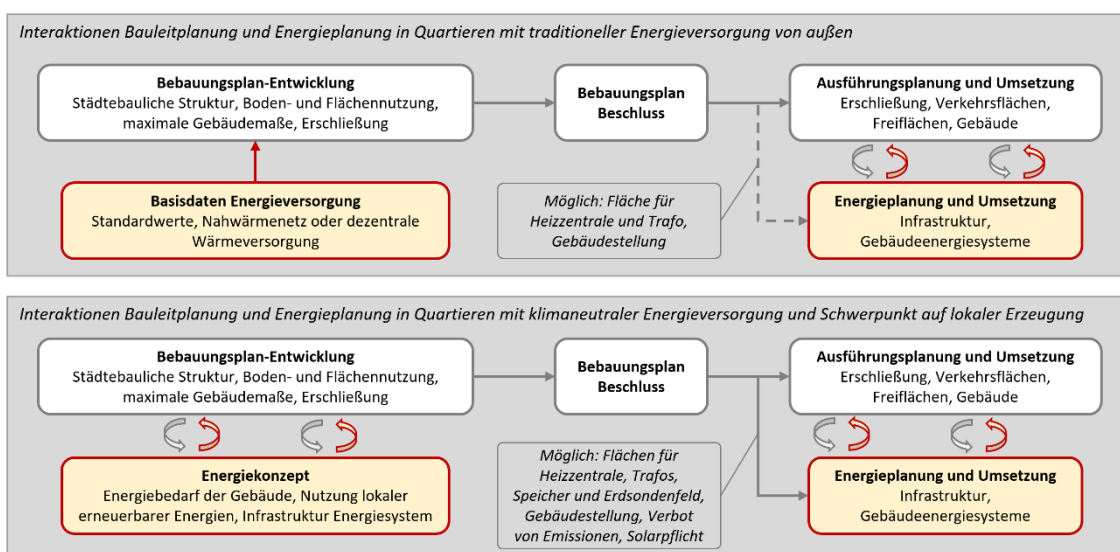 Interaktionen Bauleitplanung und Energieplanung in Quartieren mit traditioneller Energieversorgung von außen
Bebauungsplan-Entwicklung
Städtebauliche Struktur, Boden- und Flächennutzung,
maximale Gebäudemaße, Erschließung
Bebauungsplan
Beschluss
Ausführungsplanung und Umsetzung
Erschließung, Verkehrsflächen,
Freiflächen, Gebäude
Basisdaten Energieversorgung
Standardwerte, Nahwärmenetz oder dezentrale
Wärmeversorgung
Möglich: Fläche für
Heizzentrale und Trafo,
Gebäudestellung
Energieplanung und Umsetzung
Infrastruktur,
Gebäudeenergiesysteme
Interaktionen Bauleitplanung und Energieplanung in Quartieren mit klimaneutraler Energieversorgung und Schwerpunkt auf lokaler Erzeugung
Bebauungsplan-Entwicklung
Städtebauliche Struktur, Boden- und Flächennutzung,
maximale Gebäudemaße, Erschließung
Bebauungsplan
Beschluss
Ausführungsplanung und Umsetzung
Erschließung, Verkehrsflächen,
Freiflächen, Gebäude
Energiekonzept
Energiebedarf der Gebäude, Nutzung lokaler
erneuerbarer Energien, Infrastruktur Energiesystem
Möglich: Flächen für
Heizzentrale, Trafos,
Speicher und Erdsondenfeld,
Gebäudestellung, Verbot
von Emissionen, Solarpflicht
Energieplanung und Umsetzung
Infrastruktur,
Gebäudeenergiesysteme